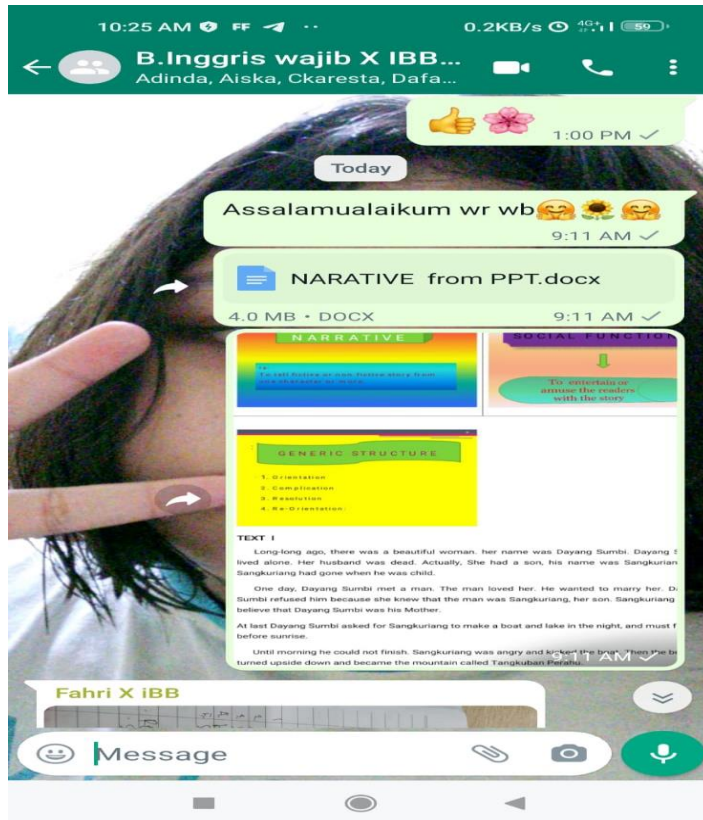 10:25 AM FF ··
0.2KB/s 4G+ 59
B.Inggris wajib X IBB...
Adinda, Aiska, Ckaresta, Dafa...
1:00 PM
Today
Assalamualaikum wr wb
9:11 AM
NARATIVE from PPT.docx
4.0 MB • DOCX 9:11 AM
NARRATIVE
SOCIAL FUNCTION
To entertain or
amuse the readers
with the story
GENERIC STRUCTURE
1. Orientation
2. Complication
3. Resolution
4. Re-Orientation:
TEXT I
Long-long ago, there was a beautiful woman. her name was Dayang Sumbi. Dayang S
lived alone. Her husband was dead. Actually, She had a son, his name was Sangkurian
Sangkuriang had gone when he was child.
One day, Dayang Sumbi met a man. The man loved her. He wanted to marry her. D
Sumbi refused him because she knew that the man was Sangkuriang, her son. Sangkuriang
believe that Dayang Sumbi was his Mother.
At last Dayang Sumbi asked for Sangkuriang to make a boat and lake in the night, and must f
before sunrise.
Until morning he could not finish. Sangkuriang was angry and kicked the boat. Then the bo
turned upside down and became the mountain called Tangkuban Perahu.
9:11 AM
Fahri X iBB
Message